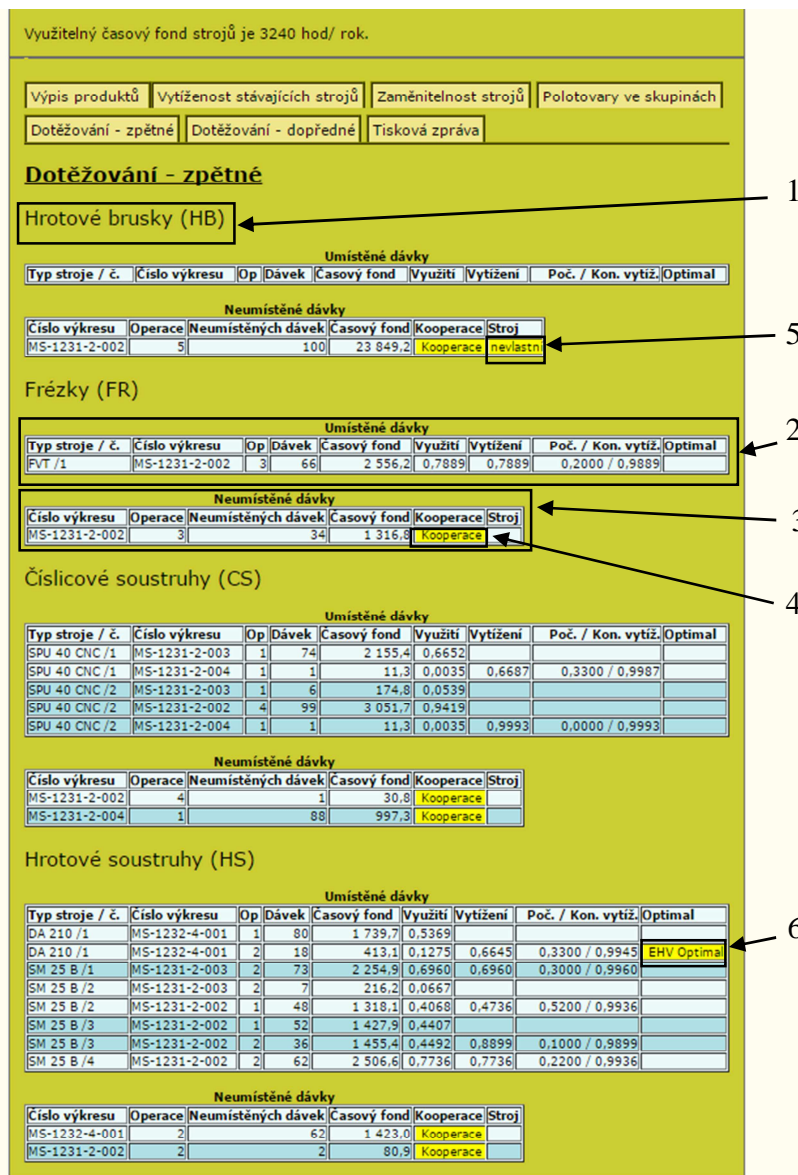 Využitelný časový fond strojů je 3240 hod/ rok.
Výpis produktů Vytíženost stávajících strojů Zaměnitelnost strojů Polotovary ve skupinách
Dotěžování - zpětné Dotěžování - dopředné Tisková zpráva
Dotěžování - zpětné
1
Hrotové brusky (HB)
Umístěné dávky
Typ stroje / č. Číslo výkresu Op Dávek Časový fond Využití Vytížení Poč. / Kon. vytíž. Optimal
Neumístěné dávky
Číslo výkresu Operace Neumístěných dávek Časový fond Kooperace Stroj
5
MS-1231-2-002 5 100 23 849,2 Kooperace nevlastní
Frézky (FR)
Umístěné dávky
2
Typ stroje / č. Číslo výkresu Op Dávek Časový fond Využití Vytížení Poč. / Kon. vytíž. Optimal
FVT /1 MS-1231-2-002 3 66 2 556,2 0,7889 0,7889 0,2000 / 0,9889
Neumístěné dávky
Číslo výkresu Operace Neumístěných dávek Časový fond Kooperace Stroj
3
MS-1231-2-002 3 34 1 316,8 Kooperace
Číslicové soustruhy (CS)
4
Umístěné dávky
Typ stroje / č. Číslo výkresu Op Dávek Časový fond Využití Vytížení Poč. / Kon. vytíž. Optimal
SPU 40 CNC /1 MS-1231-2-003 1 74 2 155,4 0,6652
SPU 40 CNC /1 MS-1231-2-004 1 1 11,3 0,0035 0,6687 0,3300 / 0,9987
SPU 40 CNC /2 MS-1231-2-003 1 6 174,8 0,0539
SPU 40 CNC /2 MS-1231-2-002 4 99 3 051,7 0,9419
SPU 40 CNC /2 MS-1231-2-004 1 1 11,3 0,0035 0,9993 0,0000 / 0,9993
Neumístěné dávky
Číslo výkresu Operace Neumístěných dávek Časový fond Kooperace Stroj
MS-1231-2-002 4 1 30,8 Kooperace
MS-1231-2-004 1 88 997,3 Kooperace
Hrotové soustruhy (HS)
Umístěné dávky
Typ stroje / č. Číslo výkresu Op Dávek Časový fond Využití Vytížení Poč. / Kon. vytíž. Optimal
DA 210 /1 MS-1232-4-001 1 80 1 739,7 0,5369
6
DA 210 /1 MS-1232-4-001 2 18 413,1 0,1275 0,6645 0,3300 / 0,9945 EHV Optimal
SM 25 B /1 MS-1231-2-003 2 73 2 254,9 0,6960 0,6960 0,3000 / 0,9960
SM 25 B /2 MS-1231-2-003 2 7 216,2 0,0667
SM 25 B /2 MS-1231-2-002 1 48 1 318,1 0,4068 0,4736 0,5200 / 0,9936
SM 25 B /3 MS-1231-2-002 1 52 1 427,9 0,4407
SM 25 B /3 MS-1231-2-002 2 36 1 455,4 0,4492 0,8899 0,1000 / 0,9899
SM 25 B /4 MS-1231-2-002 2 62 2 506,6 0,7736 0,7736 0,2200 / 0,9936
Neumístěné dávky
Číslo výkresu Operace Neumístěných dávek Časový fond Kooperace Stroj
MS-1232-4-001 2 62 1 423,0 Kooperace
MS-1231-2-002 2 2 80,9 Kooperace